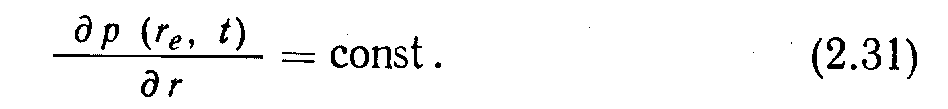 ∂p (r_e, t) / ∂r = const. (2.31)